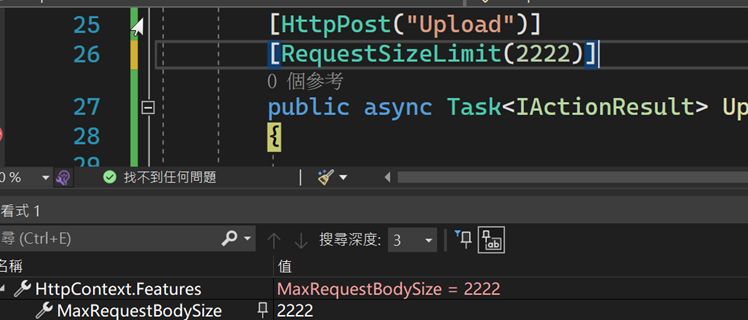 25 [HttpPost("Upload")]
26 [RequestSizeLimit(2222)]
0 個參考
27 public async Task<IActionResult> Up
28 {
29
0 % 找不到任何問題
看式 1
尋 (Ctrl+E) 搜尋深度: 3
名稱 值
HttpContext.Features MaxRequestBodySize = 2222
MaxRequestBodySize 2222